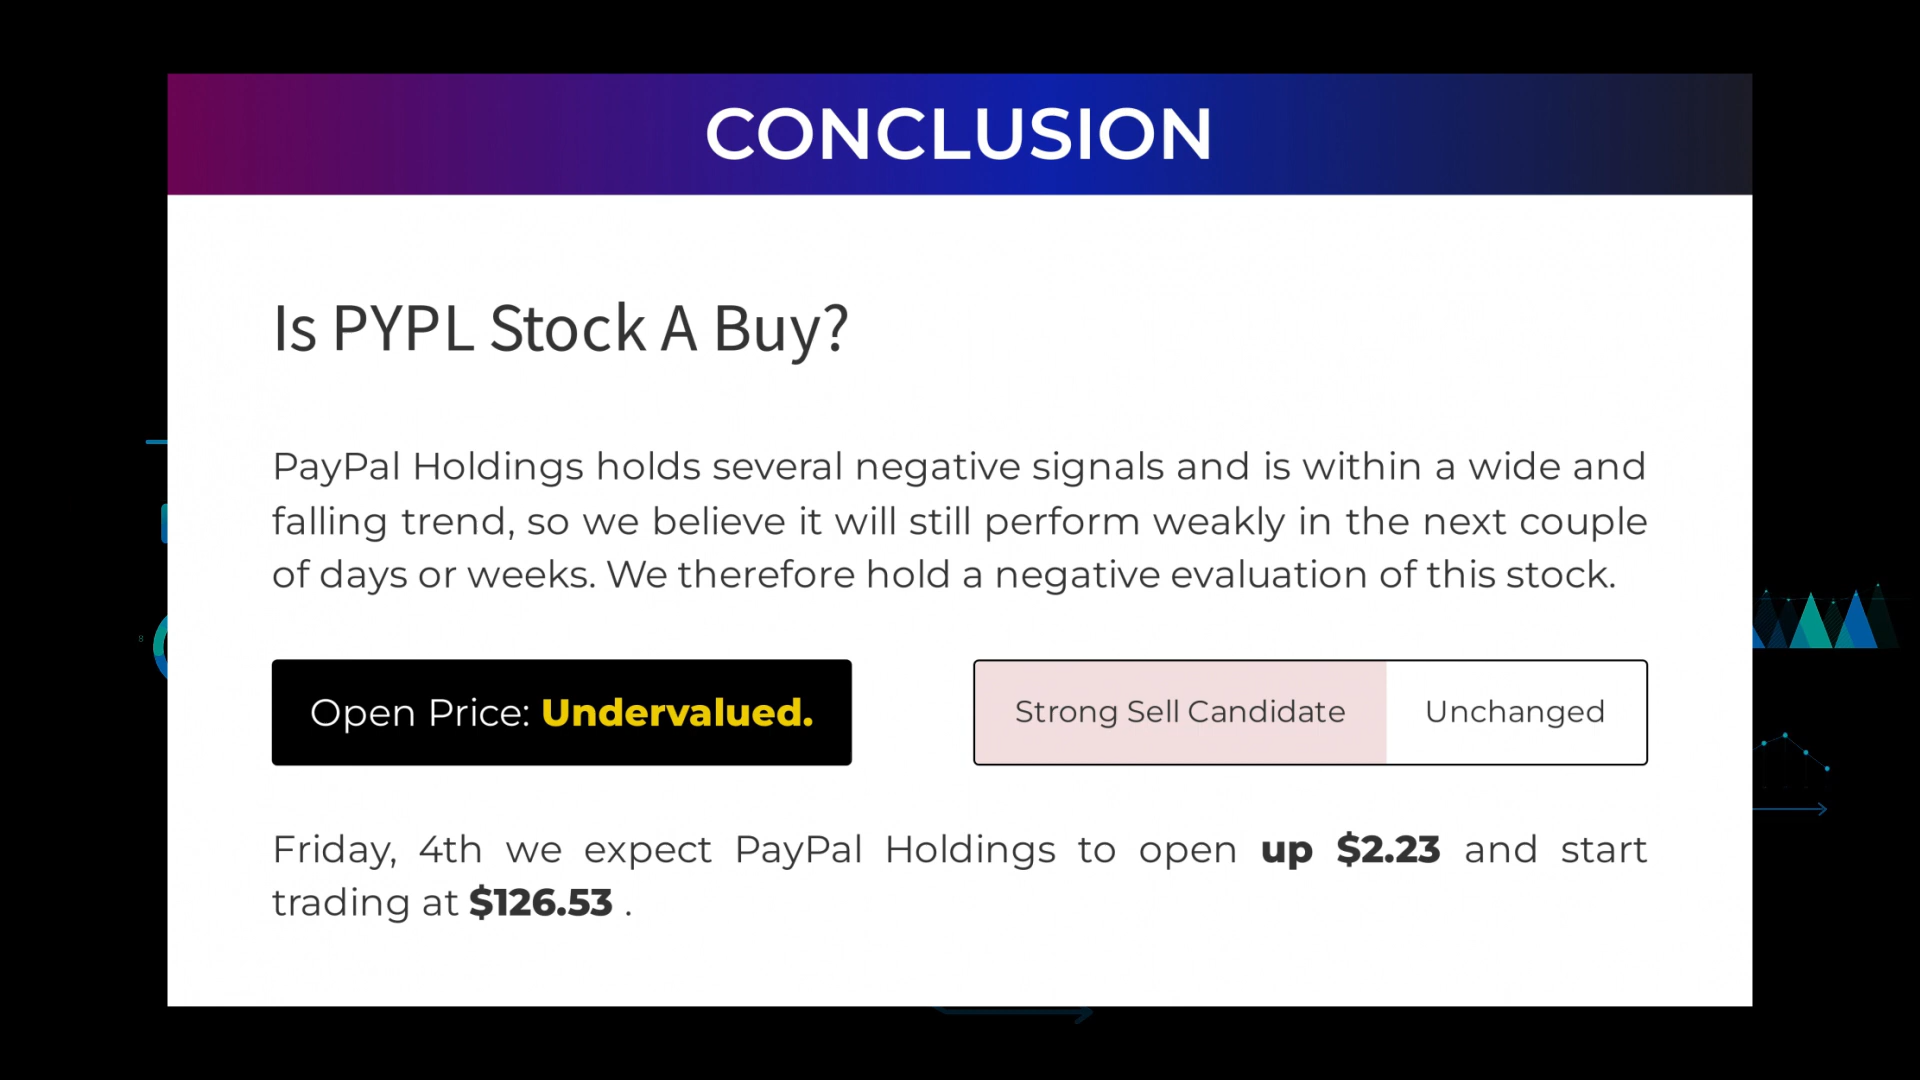 CONCLUSION
Is PYPL Stock A Buy?
PayPal Holdings holds several negative signals and is within a wide and
falling trend, so we believe it will still perform weakly in the next couple
of days or weeks. We therefore hold a negative evaluation of this stock.
Open Price: Undervalued.
Strong Sell Candidate
Unchanged
Friday, 4th we expect PayPal Holdings to open up $2.23 and start
trading at $126.53 .